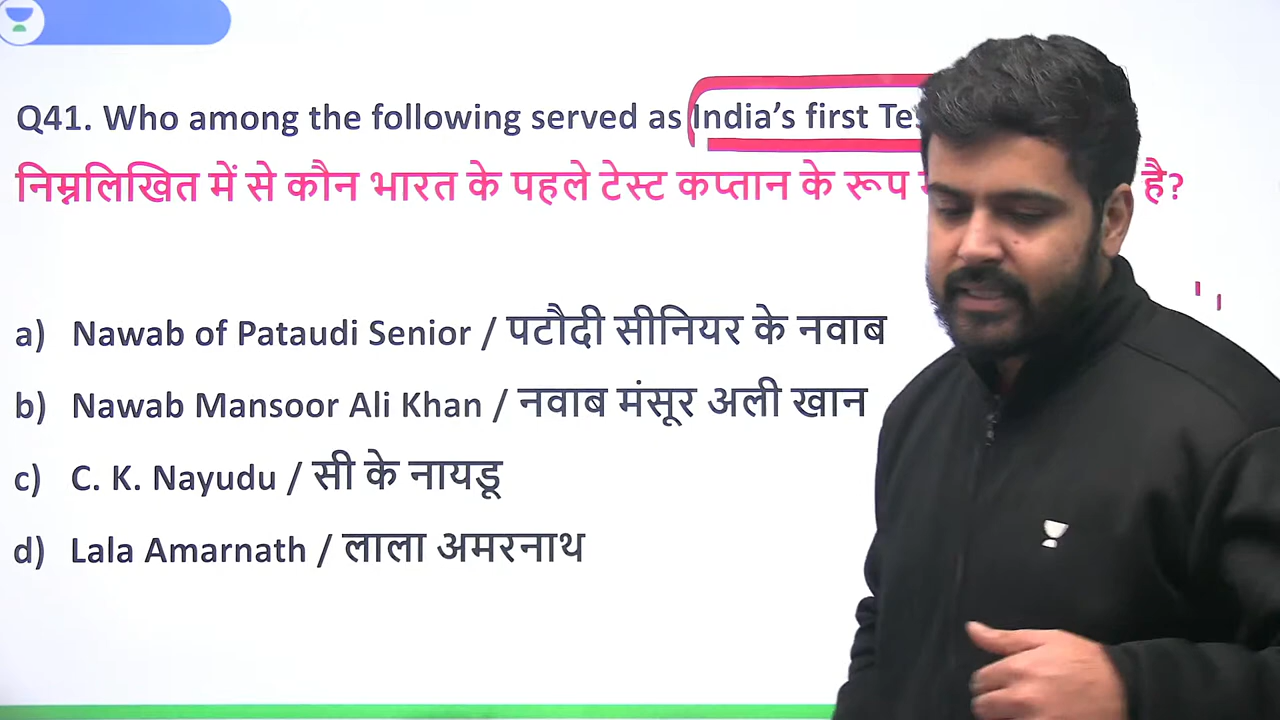 Q41. Who among the following served as India's first
निम्नलिखित में से कौन भारत के पहले टेस्ट कप्तान के रूप है?
a) Nawab of Pataudi Senior / पटौदी सीनियर के नवाब
b) Nawab Mansoor Ali Khan / नवाब मंसूर अली खान
c) C. K. Nayudu / सी के नायडू
d) Lala Amarnath / लाला अमरनाथ